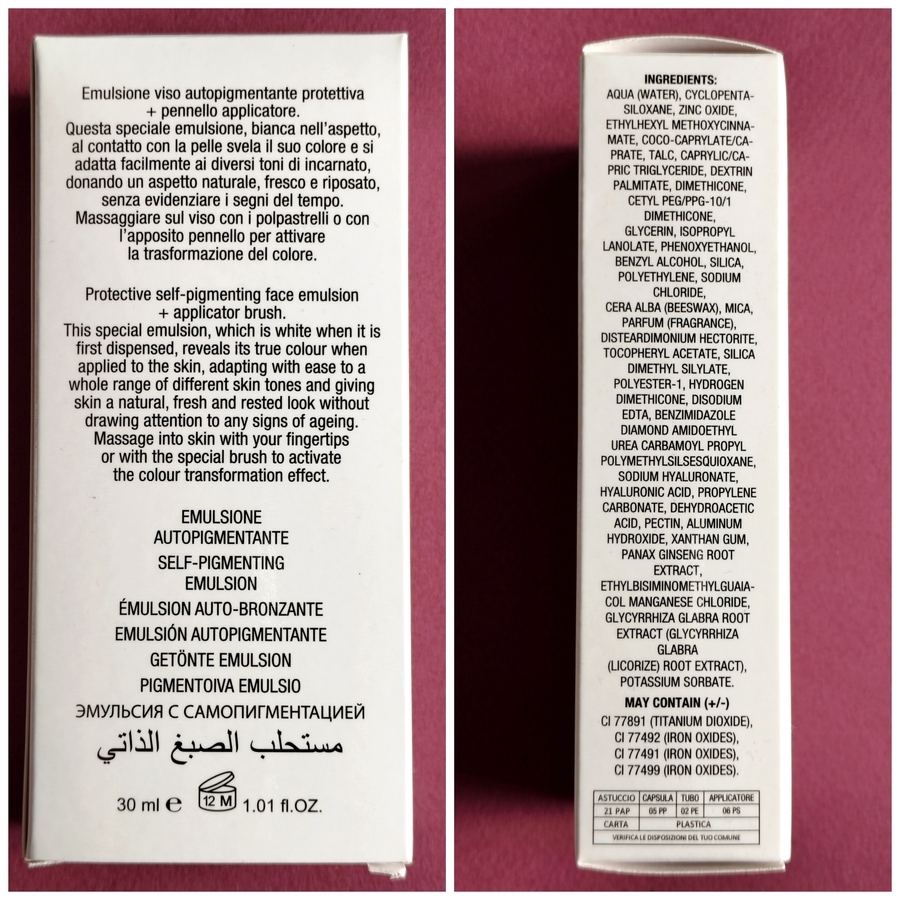 Emulsione viso autopigmentante protettiva
+ pennello applicatore.
Questa speciale emulsione, bianca nell'aspetto,
al contatto con la pelle svela il suo colore e si
adatta facilmente ai diversi toni di incarnato,
donando un aspetto naturale, fresco e riposato,
senza evidenziare i segni del tempo.
Massaggiare sul viso con i polpastrelli o con
l'apposito pennello per attivare
la trasformazione del colore.
Protective self-pigmenting face emulsion
+ applicator brush.
This special emulsion, which is white when it is
first dispensed, reveals its true colour when
applied to the skin, adapting with ease to a
whole range of different skin tones and giving
skin a natural, fresh and rested look without
drawing attention to any signs of ageing.
Massage into skin with your fingertips
or with the special brush to activate
the colour transformation effect.
EMULSIONE
AUTOPIGMENTANTE
SELF-PIGMENTING
EMULSION
ÉMULSION AUTO-BRONZANTE
EMULSIÓN AUTOPIGMENTANTE
GETÖNTE EMULSION
PIGMENTOIVA EMULSIO
ЭМУЛЬСИЯ С САМОПИГМЕНТАЦИЕЙ
مستحلب الصبغ الذاتي
30 ml ℮ 12 M 1.01 fl.OZ.
INGREDIENTS:
AQUA (WATER), CYCLOPENTA-
SILOXANE, ZINC OXIDE,
ETHYLHEXYL METHOXYCINNA-
MATE, COCO-CAPRYLATE/CA-
PRATE, TALC, CAPRYLIC/CA-
PRIC TRIGLYCERIDE, DEXTRIN
PALMITATE, DIMETHICONE,
CETYL PEG/PPG-10/1
DIMETHICONE,
GLYCERIN, ISOPROPYL
LANOLATE, PHENOXYETHANOL,
BENZYL ALCOHOL, SILICA,
POLYETHYLENE, SODIUM
CHLORIDE,
CERA ALBA (BEESWAX), MICA,
PARFUM (FRAGRANCE),
DISTEARDIMONIUM HECTORITE,
TOCOPHERYL ACETATE, SILICA
DIMETHYL SILYLATE,
POLYESTER-1, HYDROGEN
DIMETHICONE, DISODIUM
EDTA, BENZIMIDAZOLE
DIAMOND AMIDOETHYL
UREA CARBAMOYL PROPYL
POLYMETHYLSILSESQUIOXANE,
SODIUM HYALURONATE,
HYALURONIC ACID, PROPYLENE
CARBONATE, DEHYDROACETIC
ACID, PECTIN, ALUMINUM
HYDROXIDE, XANTHAN GUM,
PANAX GINSENG ROOT
EXTRACT,
ETHYLBISIMINOMETHYLGUAIA-
COL MANGANESE CHLORIDE,
GLYCYRRHIZA GLABRA ROOT
EXTRACT (GLYCYRRHIZA
GLABRA
(LICORIZE) ROOT EXTRACT),
POTASSIUM SORBATE.
MAY CONTAIN (+/-)
CI 77891 (TITANIUM DIOXIDE),
CI 77492 (IRON OXIDES),
CI 77491 (IRON OXIDES),
CI 77499 (IRON OXIDES).
ASTUCCIO CAPSULA TUBO APPLICATORE
21 PAP 05 PP 02 PE 06 PS
CARTA PLASTICA
VERIFICA LE DISPOSIZIONI DEL TUO COMUNE